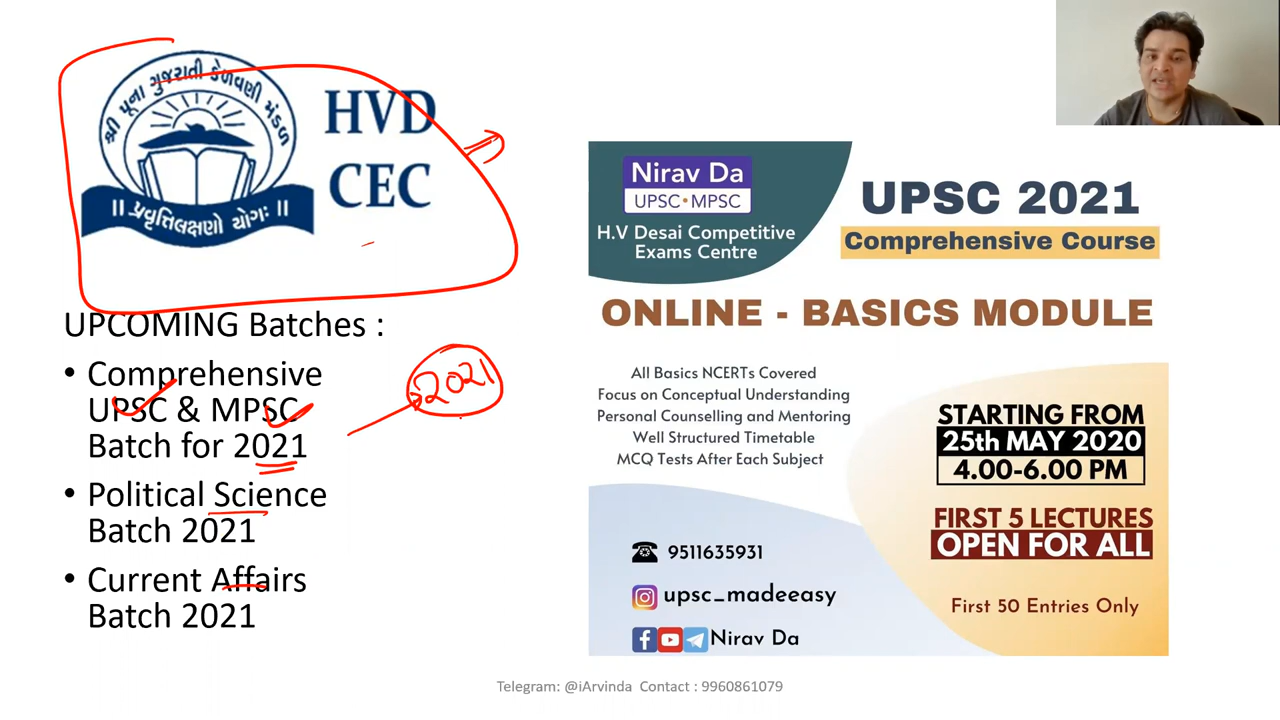 શ્રી પૂના ગુજરાતી કેળવણી મંડળ
॥ પ્રવૃત્તિલક્ષણો યોગઃ ॥
HVD
CEC
UPCOMING Batches :
• Comprehensive
UPSC & MPSC
Batch for 2021
2021
• Political Science
Batch 2021
• Current Affairs
Batch 2021
Nirav Da
UPSC • MPSC
H.V Desai Competitive
Exams Centre
UPSC 2021
Comprehensive Course
ONLINE - BASICS MODULE
All Basics NCERTs Covered
Focus on Conceptual Understanding
Personal Counselling and Mentoring
Well Structured Timetable
MCQ Tests After Each Subject
STARTING FROM
25th MAY 2020
4.00-6.00 PM
FIRST 5 LECTURES
OPEN FOR ALL
First 50 Entries Only
9511635931
upsc_madeeasy
Nirav Da
Telegram: @iArvinda Contact : 9960861079